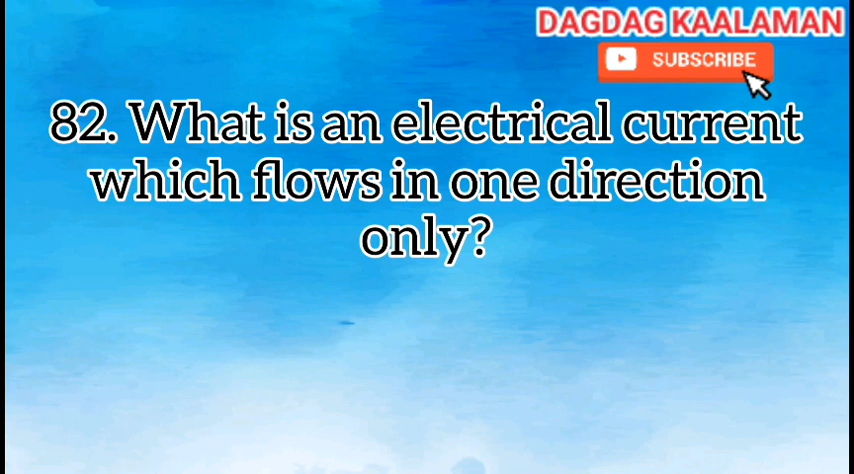 DAGDAG KAALAMAN
SUBSCRIBE
82. What is an electrical current
which flows in one direction
only?